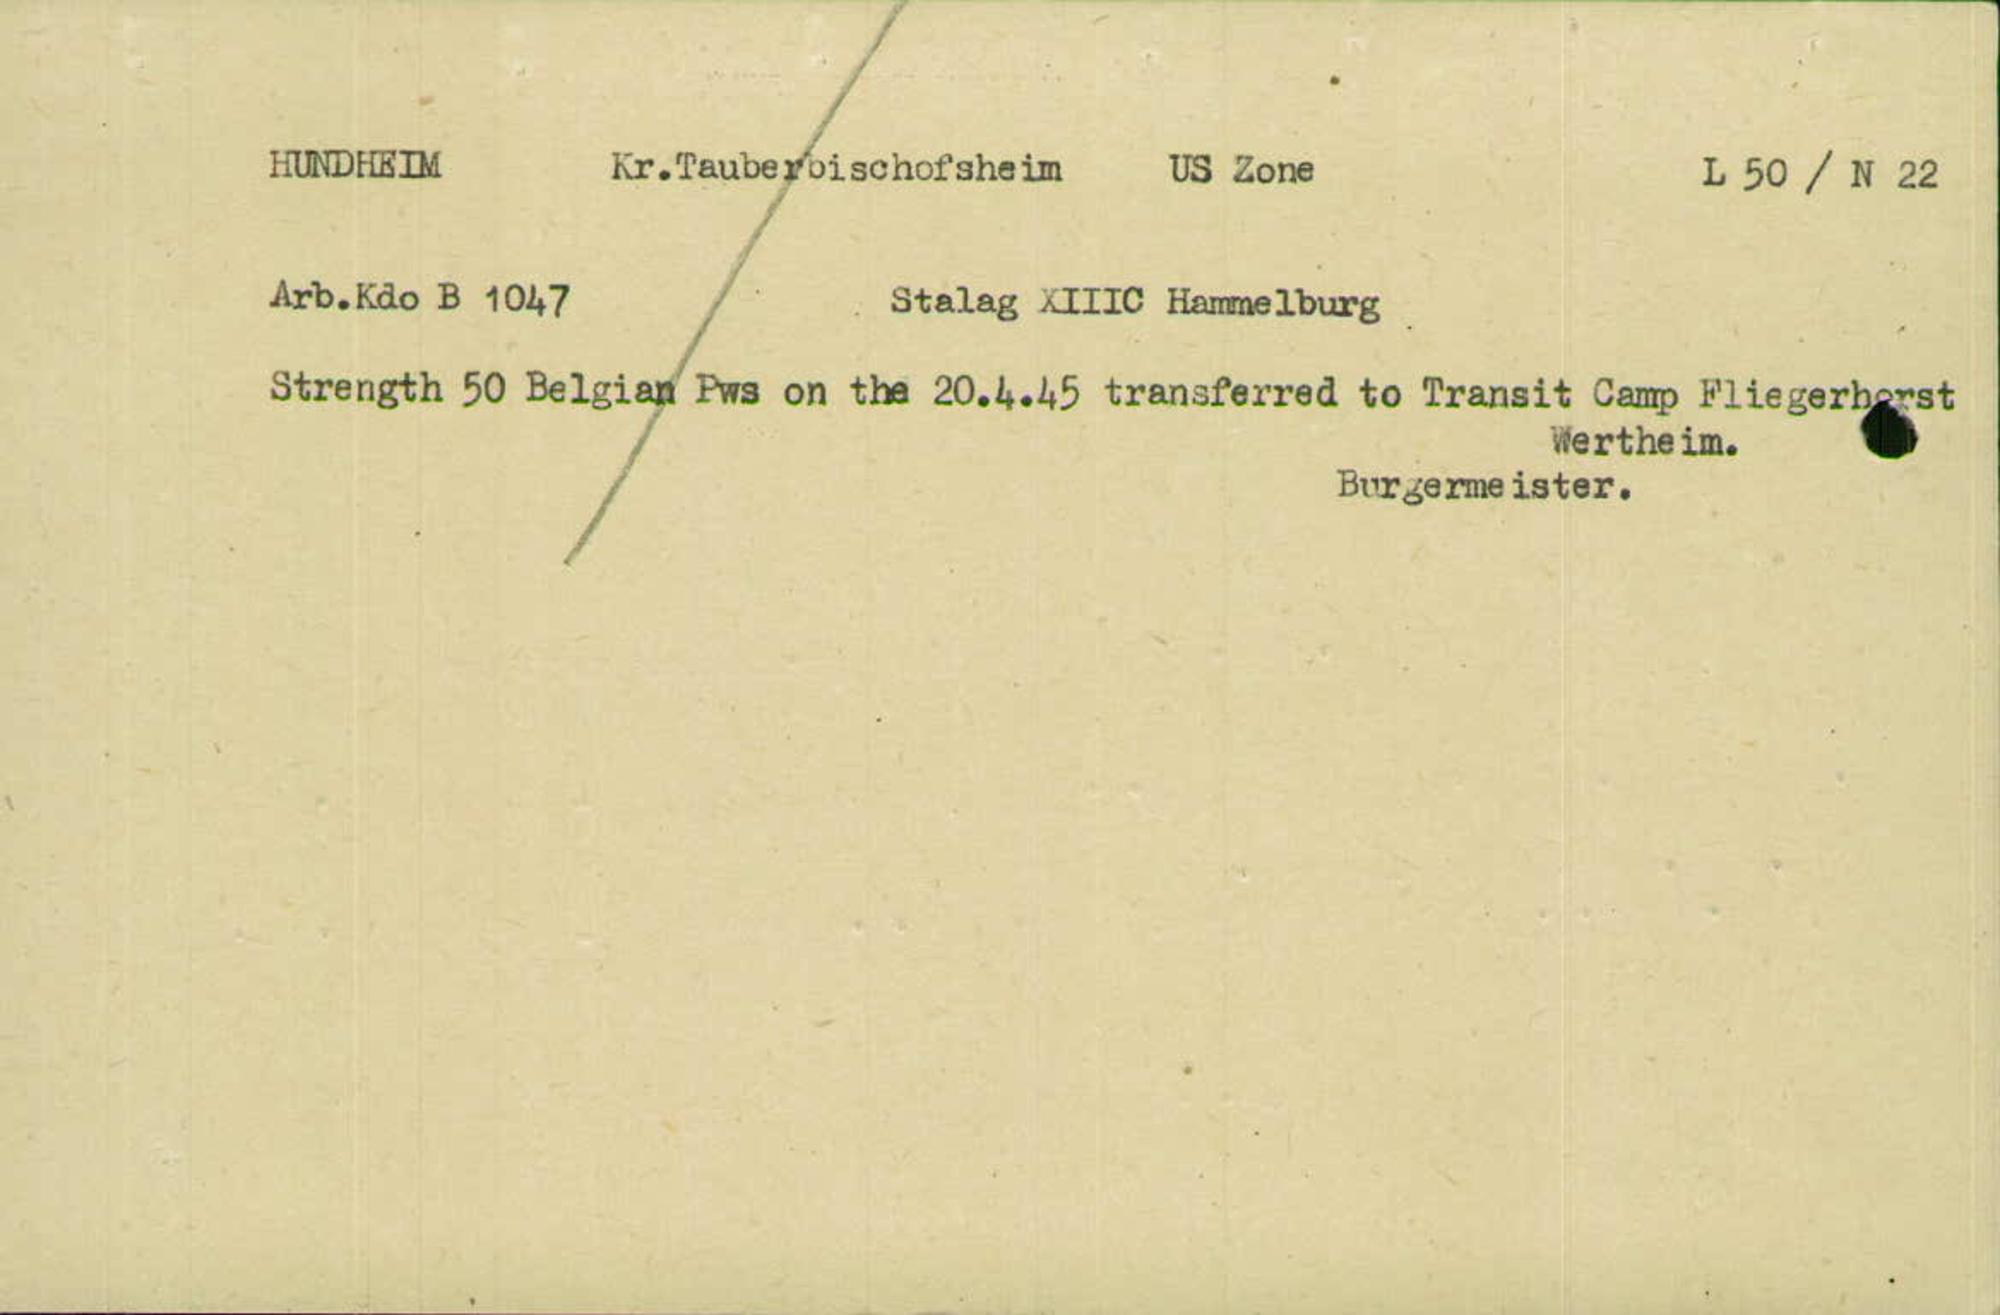 HUNDHEIM Kr.Tauberbischofsheim US Zone L 50 / N 22
Arb.Kdo B 1047 Stalag XIIIC Hammelburg
Strength 50 Belgian Pws on the 20.4.45 transferred to Transit Camp Fliegerhorst
Wertheim.
Burgermeister.